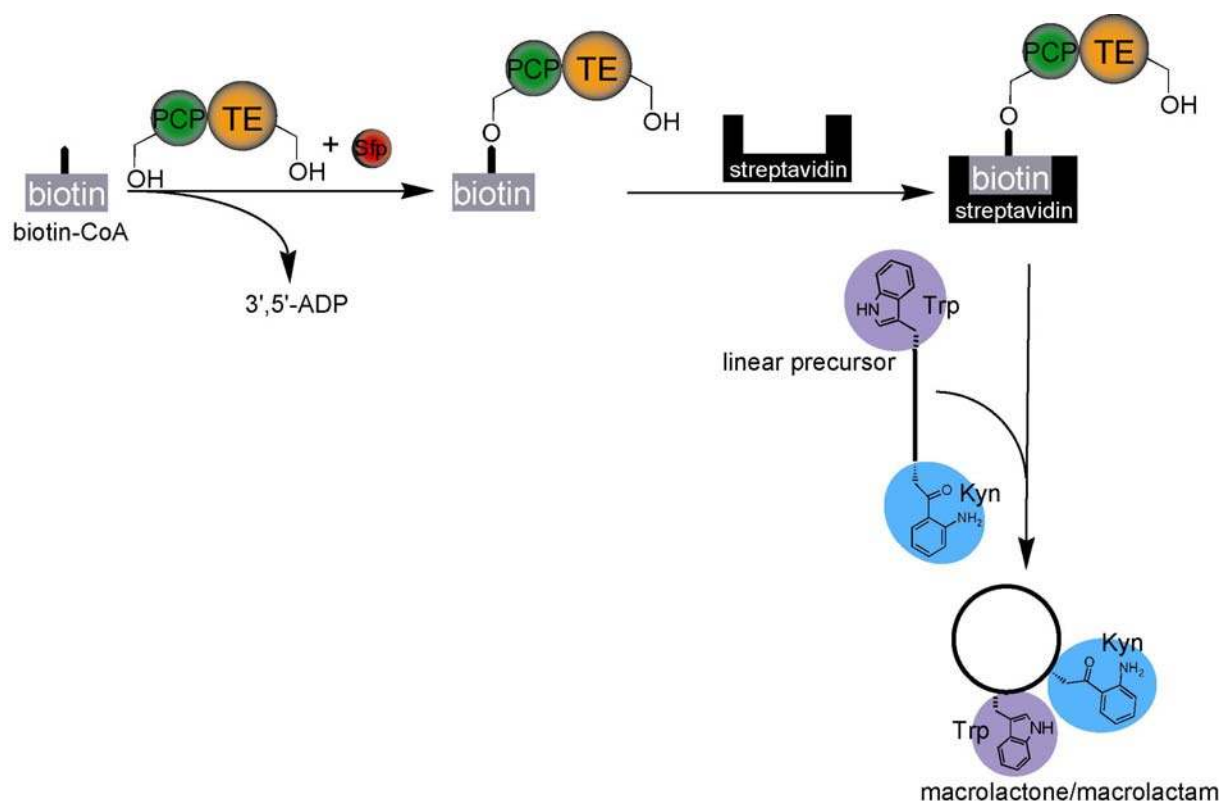 PCP
TE
OH
OH
+
Sfp
biotin
biotin-CoA
3',5'-ADP
PCP
TE
O
OH
biotin
streptavidin
PCP
TE
O
OH
biotin
streptavidin
HN
Trp
linear precursor
Kyn
O
NH2
Kyn
O
NH2
Trp
NH
macrolactone/macrolactam